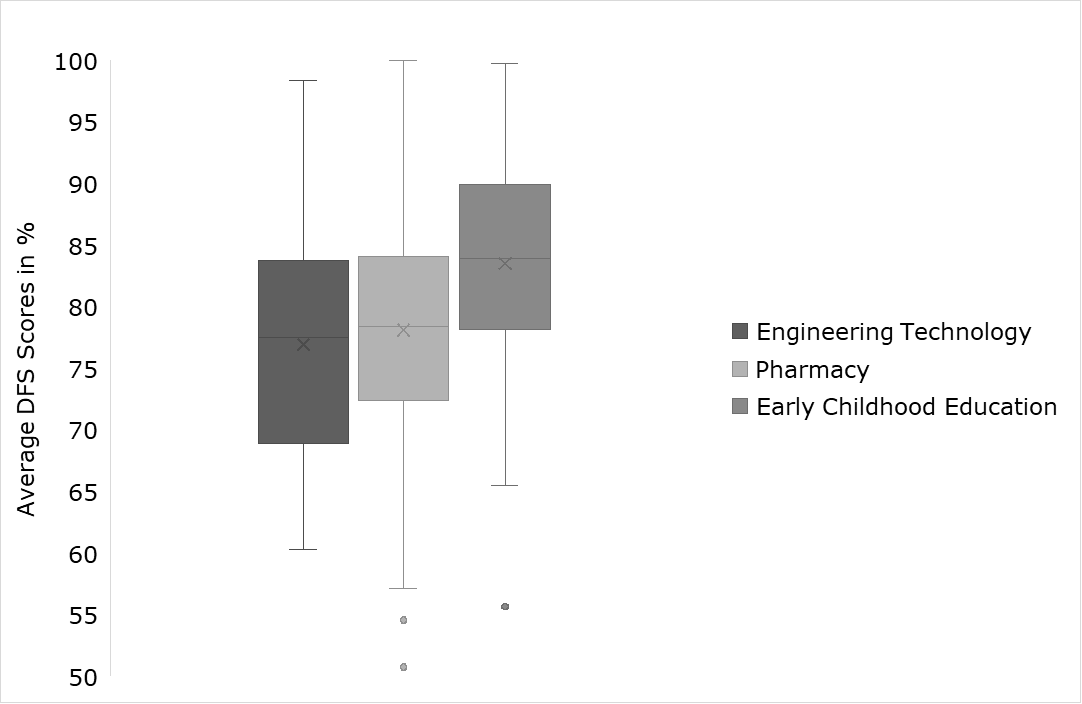 100
95
90
85
80
75
70
65
60
55
50
Average DFS Scores in %
Engineering Technology
Pharmacy
Early Childhood Education